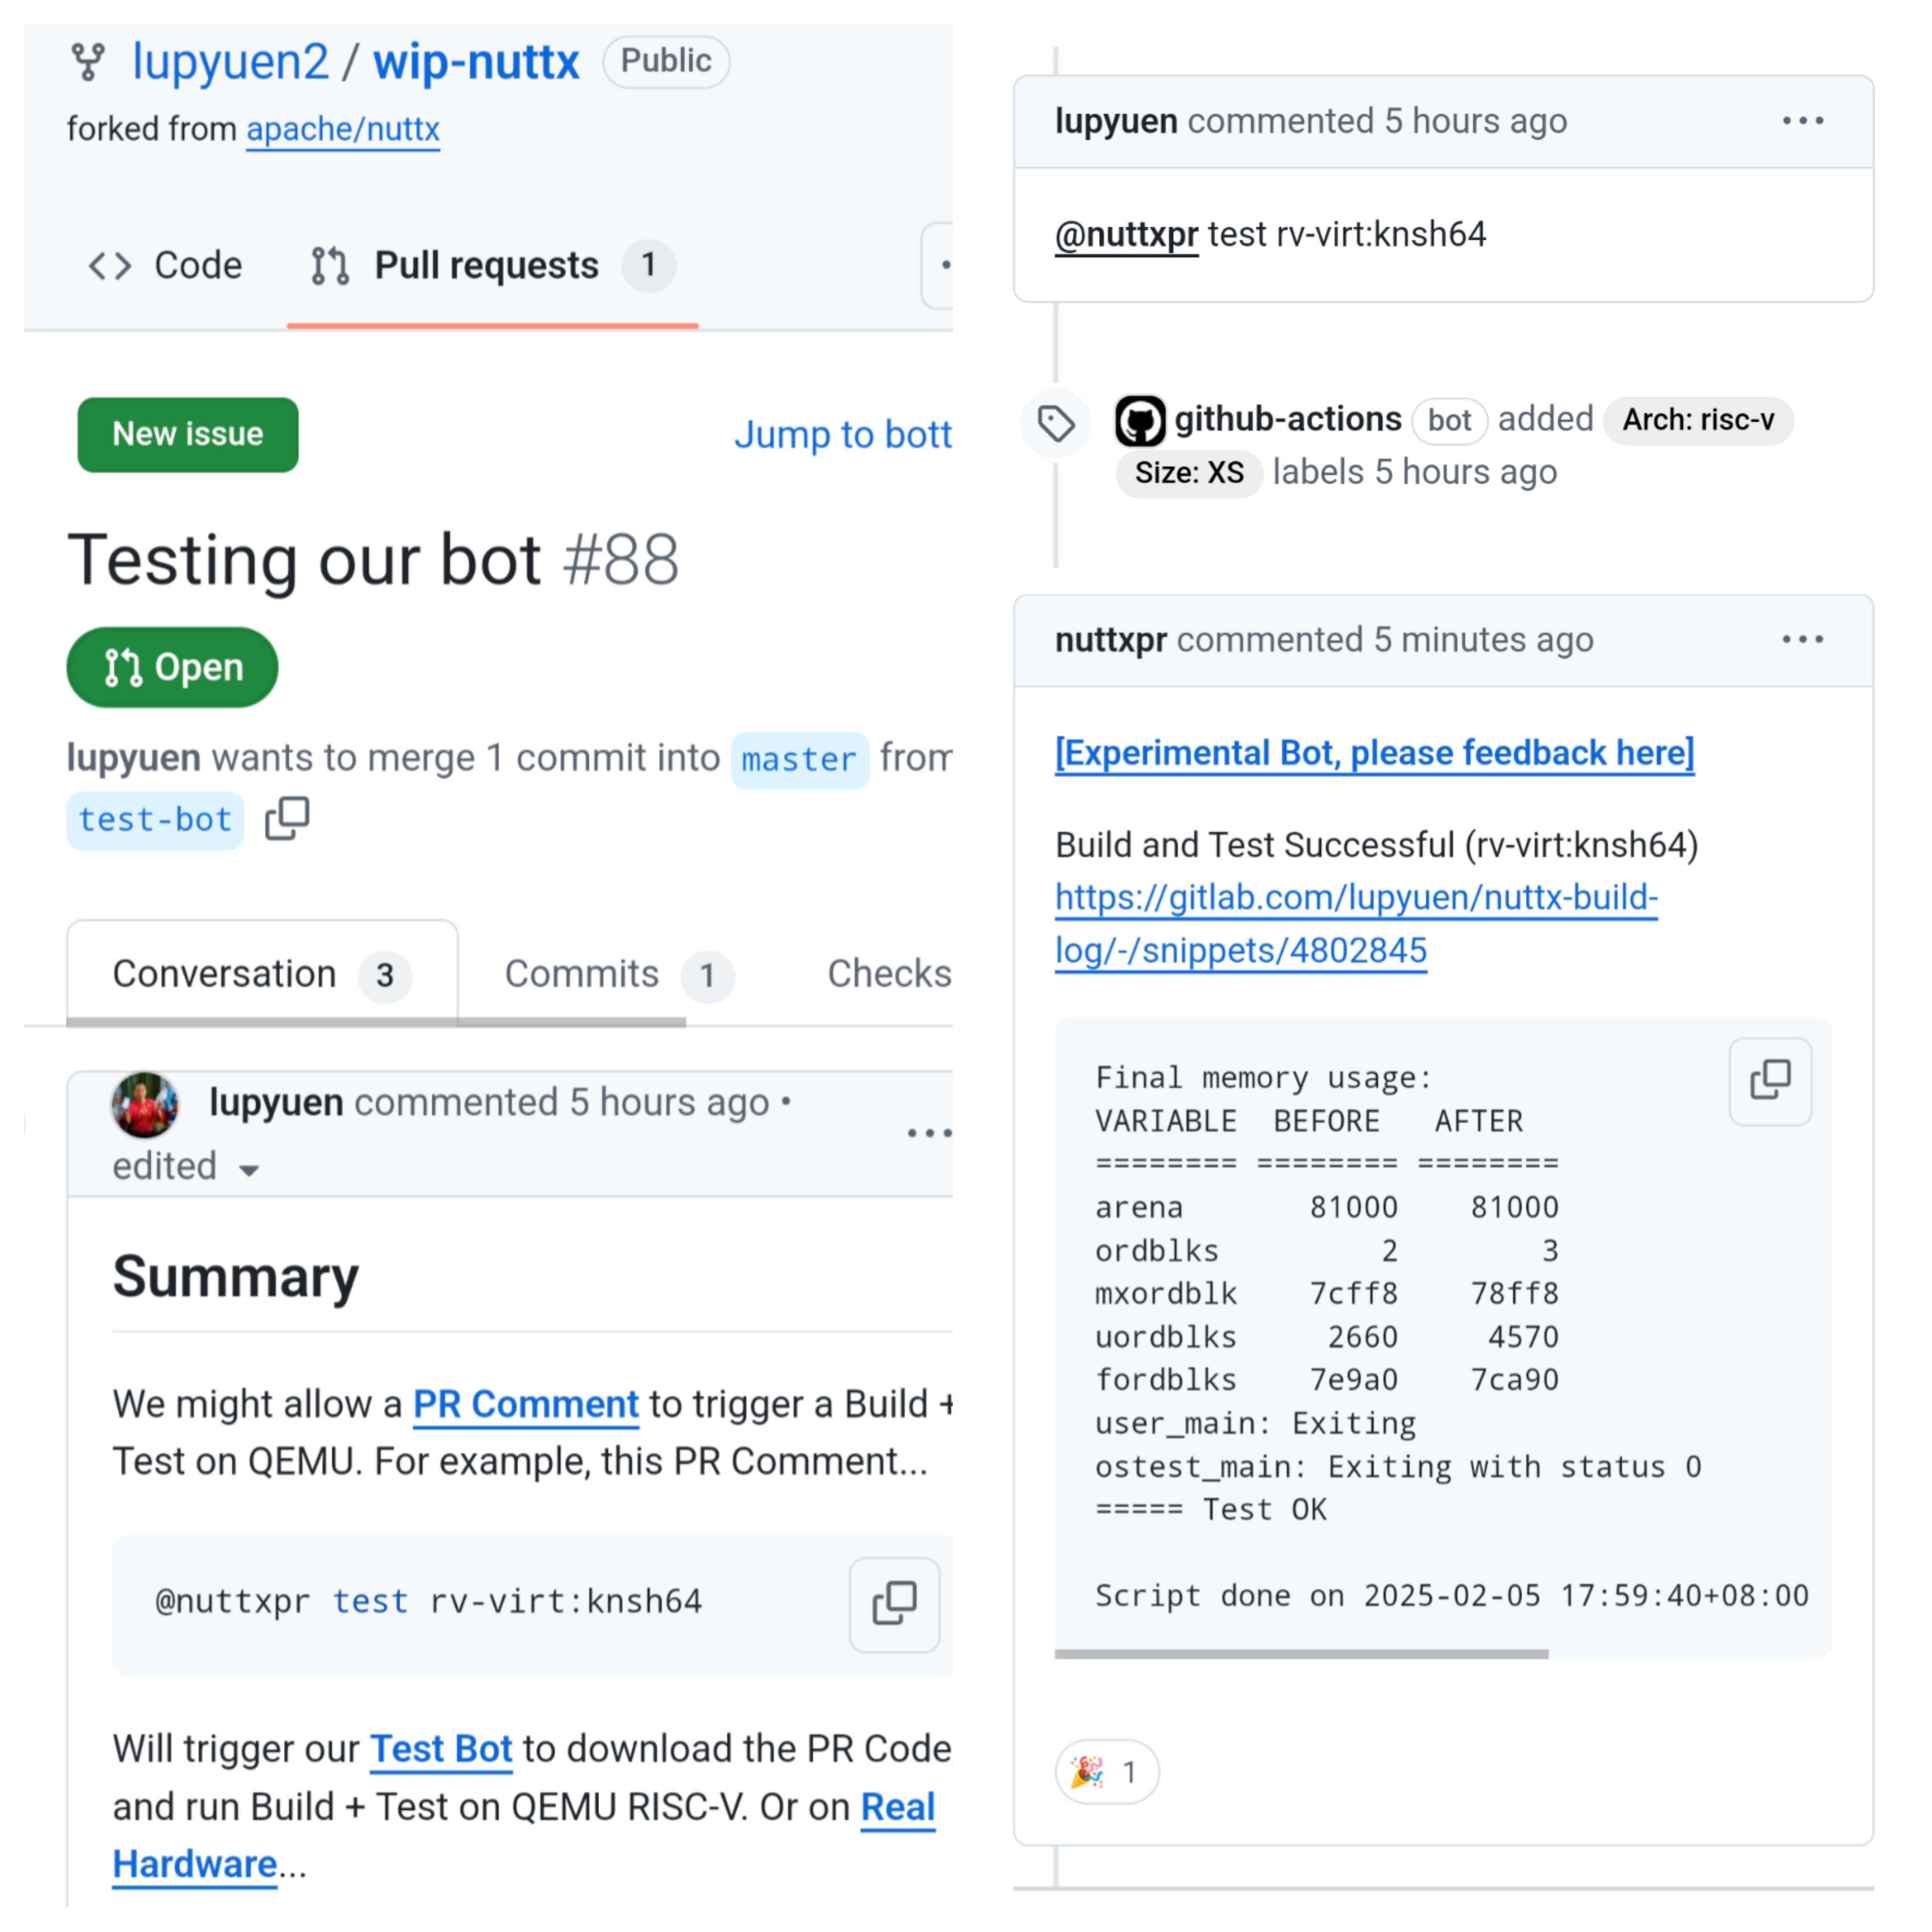 lupyuen2 / wip-nuttx Public
forked from apache/nuttx
Code Pull requests 1
New issue Jump to bott
Testing our bot #88
Open
lupyuen wants to merge 1 commit into master from
test-bot
Conversation 3 Commits 1 Checks
lupyuen commented 5 hours ago •
edited
Summary
We might allow a PR Comment to trigger a Build +
Test on QEMU. For example, this PR Comment...
@nuttxpr test rv-virt:knsh64
Will trigger our Test Bot to download the PR Code
and run Build + Test on QEMU RISC-V. Or on Real
Hardware...
lupyuen commented 5 hours ago
@nuttxpr test rv-virt:knsh64
github-actions bot added Arch: risc-v
Size: XS labels 5 hours ago
nuttxpr commented 5 minutes ago
[Experimental Bot, please feedback here]
Build and Test Successful (rv-virt:knsh64)
https://gitlab.com/lupyuen/nuttx-build-
log/-/snippets/4802845
Final memory usage:
VARIABLE BEFORE AFTER
======== ======== ========
arena 81000 81000
ordblks 2 3
mxordblk 7cff8 78ff8
uordblks 2660 4570
fordblks 7e9a0 7ca90
user_main: Exiting
ostest_main: Exiting with status 0
===== Test OK
Script done on 2025-02-05 17:59:40+08:00
🎉 1